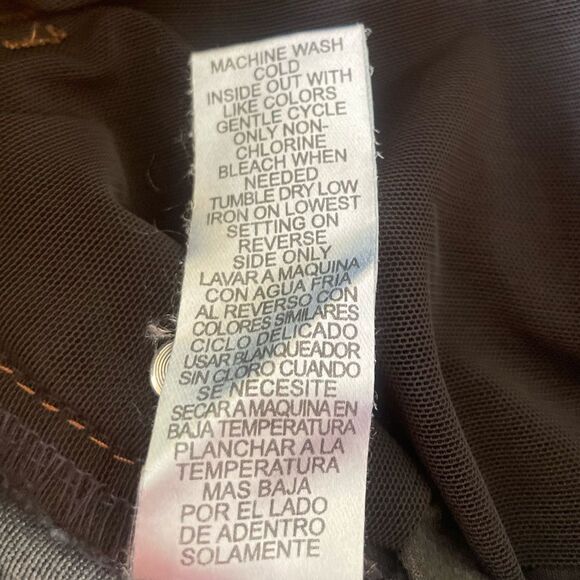 MACHINE WASH
COLD
INSIDE OUT WITH
LIKE COLORS
GENTLE CYCLE
ONLY NON-
CHLORINE
BLEACH WHEN
NEEDED
TUMBLE DRY LOW
IRON ON LOWEST
SETTING ON
REVERSE
SIDE ONLY
LAVAR A MAQUINA
CON AGUA FRIA
AL REVERSO CON
COLORES SIMILARES
CICLO DELICADO
USAR BLANQUEADOR
SIN CLORO CUANDO
SE NECESITE
SECAR A MAQUINA EN
BAJA TEMPERATURA
PLANCHAR A LA
TEMPERATURA
MAS BAJA
POR EL LADO
DE ADENTRO
SOLAMENTE